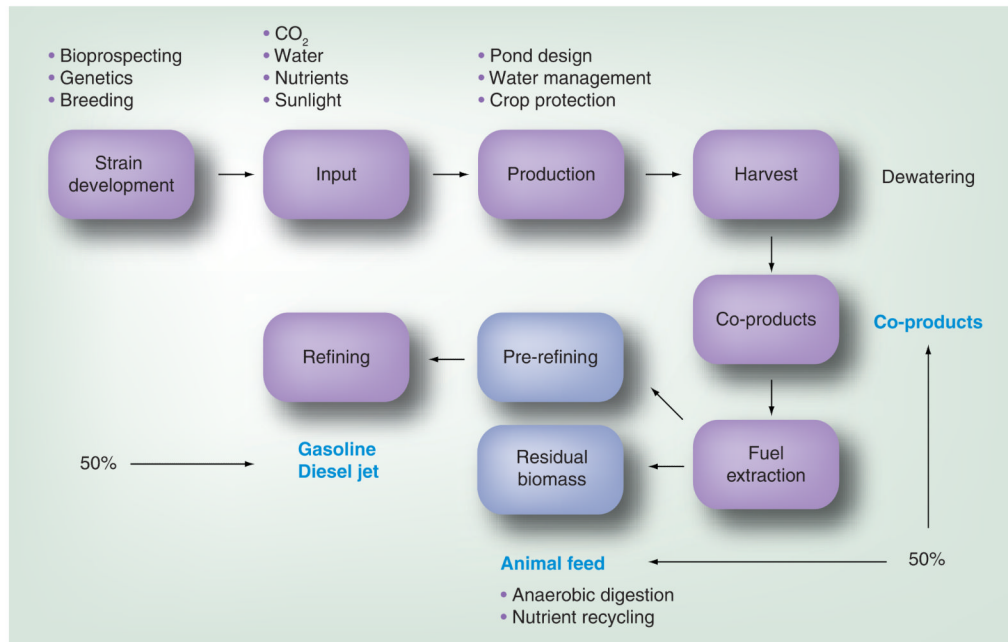 • Bioprospecting
• Genetics
• Breeding
• CO₂
• Water
• Nutrients
• Sunlight
• Pond design
• Water management
• Crop protection
Strain
development
Input
Production
Harvest
Dewatering
Co-products
Co-products
Refining
Pre-refining
Gasoline
Diesel jet
50%
Residual
biomass
Fuel
extraction
Animal feed
50%
• Anaerobic digestion
• Nutrient recycling